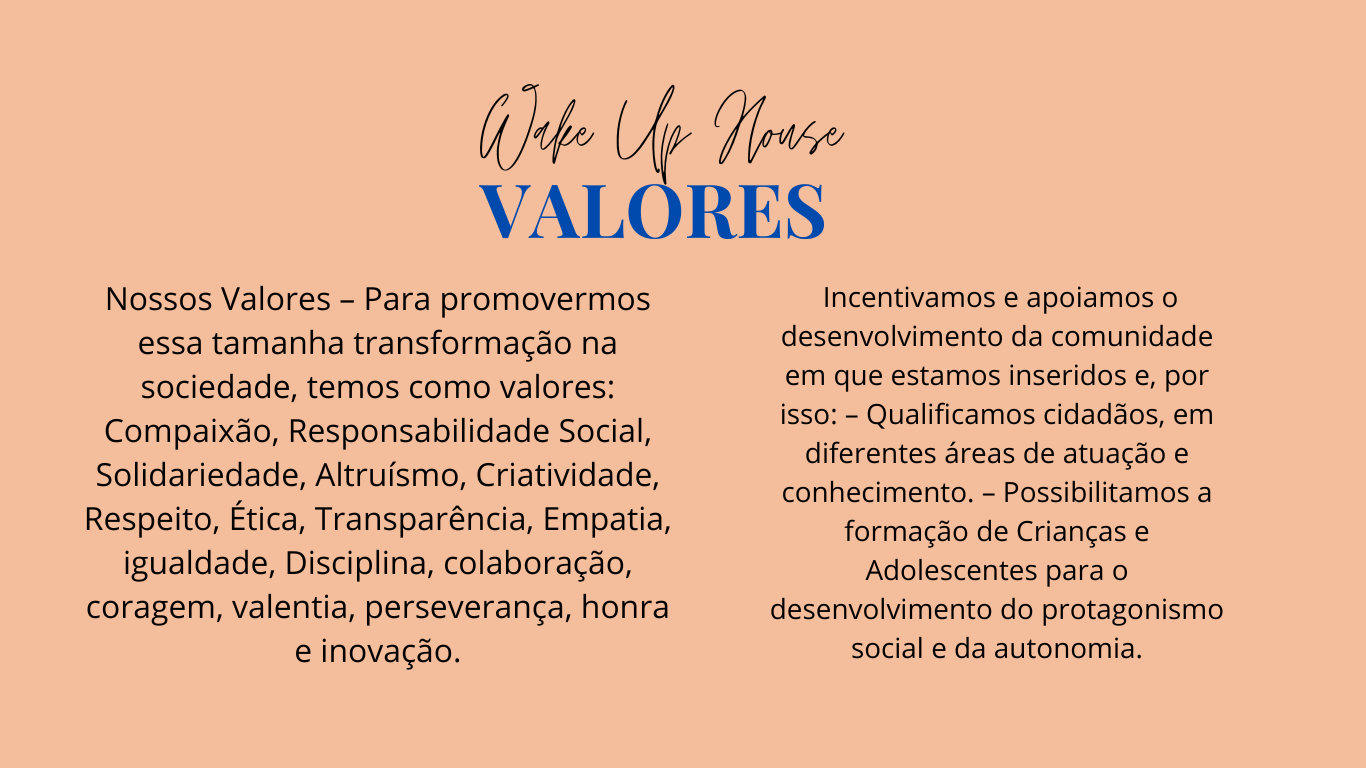 Wake Up House
VALORES
Nossos Valores – Para promovermos
essa tamanha transformação na
sociedade, temos como valores:
Compaixão, Responsabilidade Social,
Solidariedade, Altruísmo, Criatividade,
Respeito, Ética, Transparência, Empatia,
igualdade, Disciplina, colaboração,
coragem, valentia, perseverança, honra
e inovação.
Incentivamos e apoiamos o
desenvolvimento da comunidade
em que estamos inseridos e, por
isso: – Qualificamos cidadãos, em
diferentes áreas de atuação e
conhecimento. – Possibilitamos a
formação de Crianças e
Adolescentes para o
desenvolvimento do protagonismo
social e da autonomia.